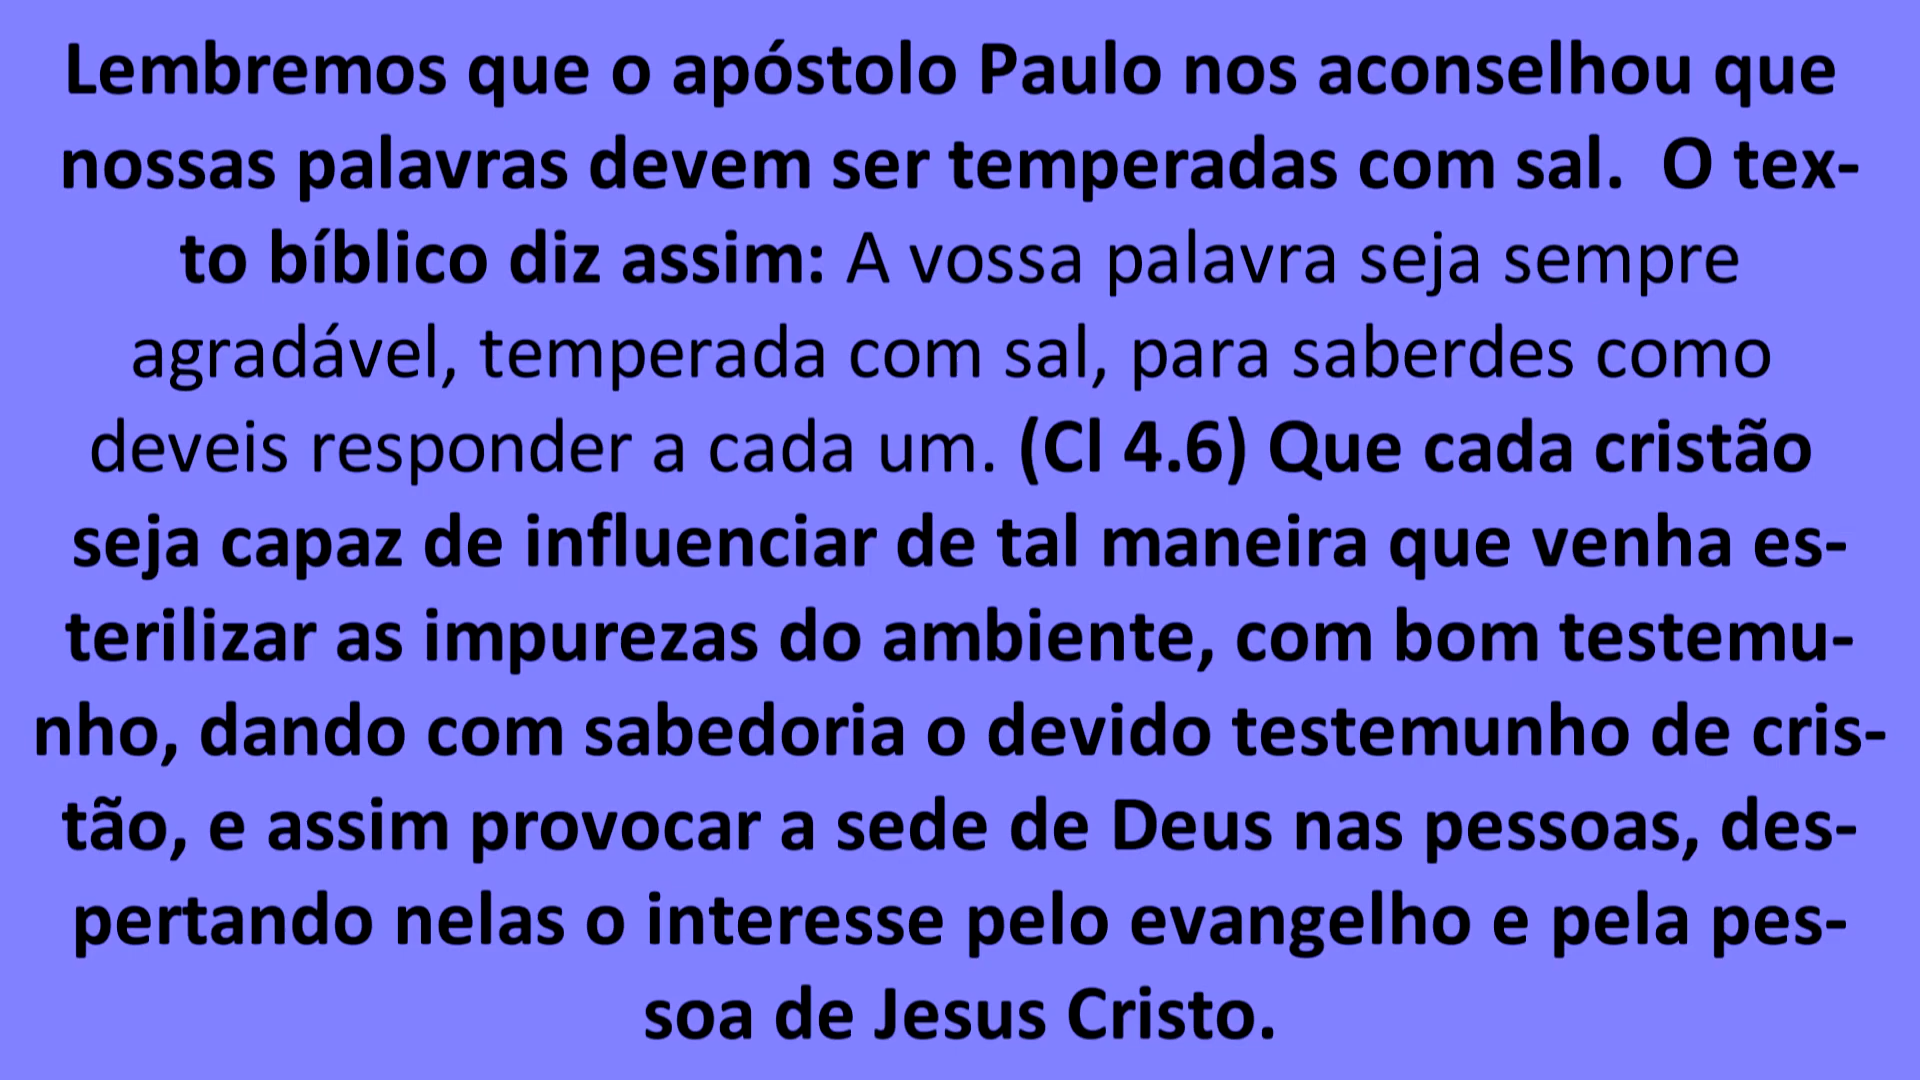 Lembremos que o apóstolo Paulo nos aconselhou que
nossas palavras devem ser temperadas com sal.  O tex-
to bíblico diz assim: A vossa palavra seja sempre
agradável, temperada com sal, para saberdes como
deveis responder a cada um. (Cl 4.6) Que cada cristão
seja capaz de influenciar de tal maneira que venha es-
terilizar as impurezas do ambiente, com bom testemu-
nho, dando com sabedoria o devido testemunho de cris-
tão, e assim provocar a sede de Deus nas pessoas, des-
pertando nelas o interesse pelo evangelho e pela pes-
soa de Jesus Cristo.